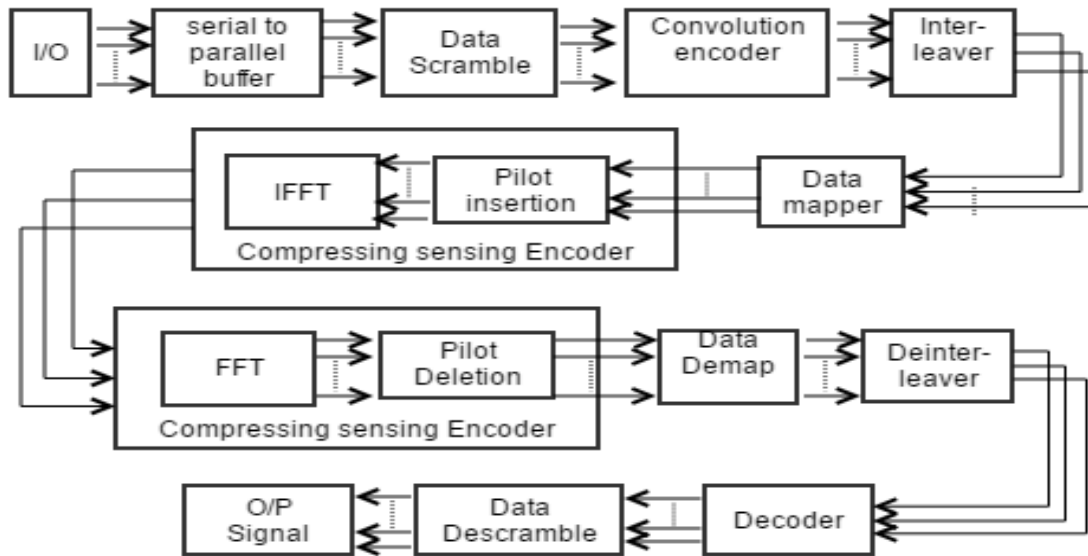 I/O
serial to
parallel
buffer
Data
Scramble
Convolution
encoder
Inter-
leaver
IFFT
Pilot
insertion
Compressing sensing Encoder
Data
mapper
FFT
Pilot
Deletion
Compressing sensing Encoder
Data
Demap
Deinter-
leaver
O/P
Signal
Data
Descramble
Decoder